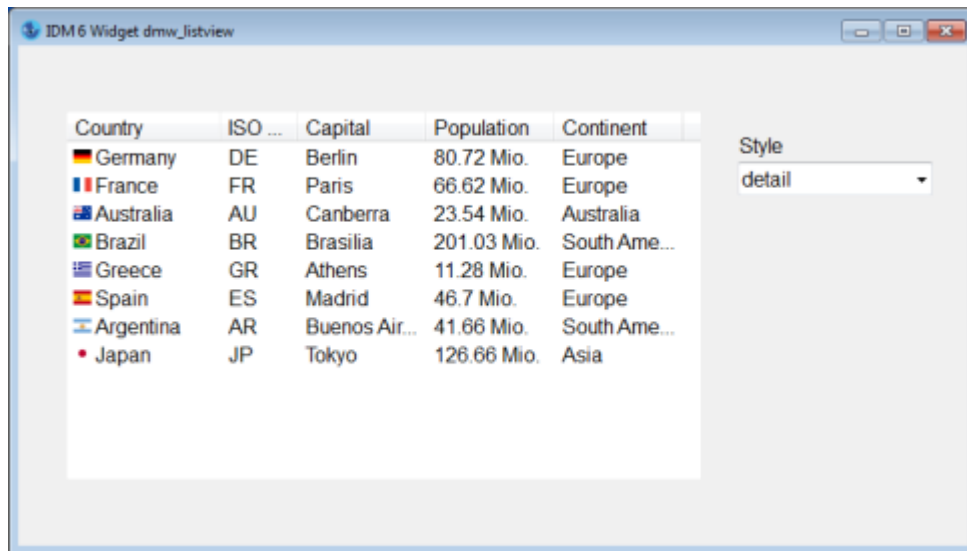 IDM 6 Widget dmw_listview
Country ISO ... Capital Population Continent
Germany DE Berlin 80.72 Mio. Europe
France FR Paris 66.62 Mio. Europe
Australia AU Canberra 23.54 Mio. Australia
Brazil BR Brasilia 201.03 Mio. South Ame...
Greece GR Athens 11.28 Mio. Europe
Spain ES Madrid 46.7 Mio. Europe
Argentina AR Buenos Air... 41.66 Mio. South Ame...
Japan JP Tokyo 126.66 Mio. Asia
Style
detail